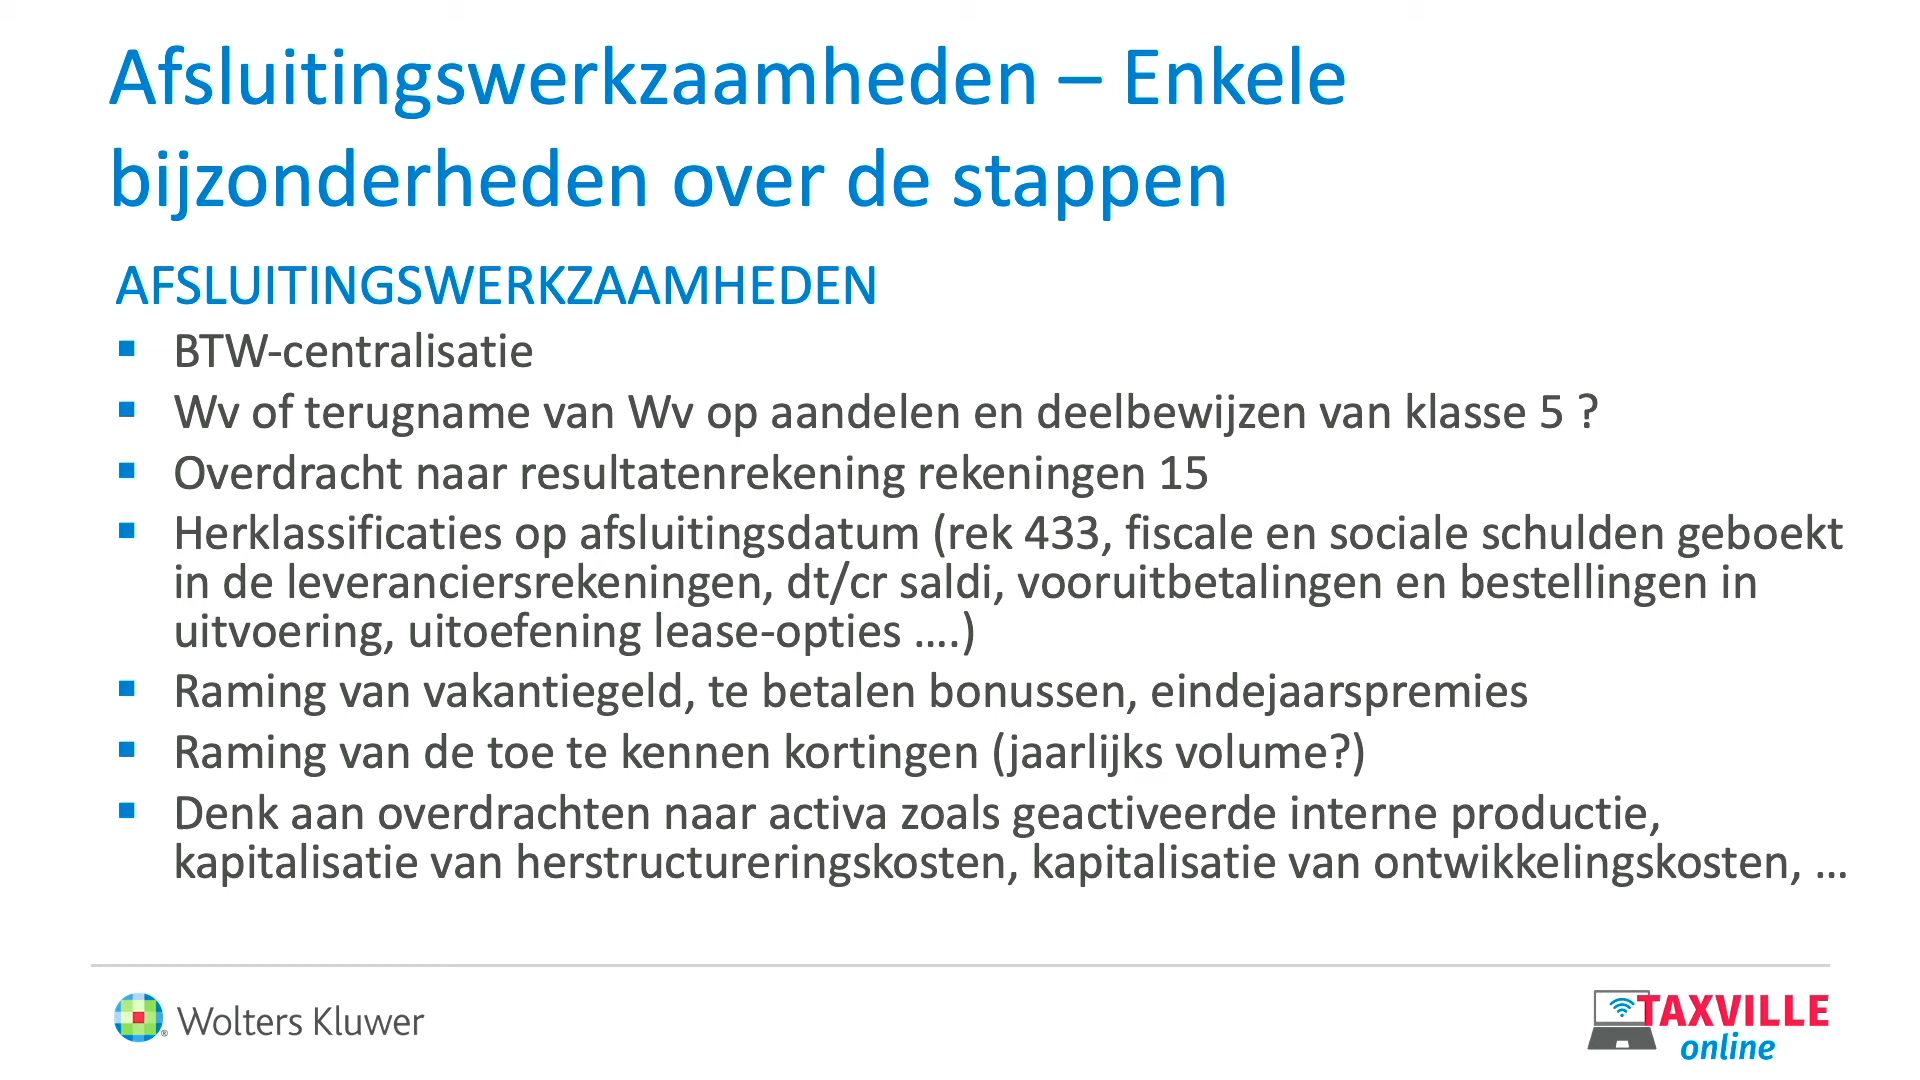 Afsluitingswerkzaamheden – Enkele
bijzonderheden over de stappen
AFSLUITINGSWERKZAAMHEDEN
▪ BTW-centralisatie
▪ Wv of terugname van Wv op aandelen en deelbewijzen van klasse 5 ?
▪ Overdracht naar resultatenrekening rekeningen 15
▪ Herklassificaties op afsluitingsdatum (rek 433, fiscale en sociale schulden geboekt
in de leveranciersrekeningen, dt/cr saldi, vooruitbetalingen en bestellingen in
uitvoering, uitoefening lease-opties ....)
▪ Raming van vakantiegeld, te betalen bonussen, eindejaarspremies
▪ Raming van de toe te kennen kortingen (jaarlijks volume?)
▪ Denk aan overdrachten naar activa zoals geactiveerde interne productie,
kapitalisatie van herstructureringskosten, kapitalisatie van ontwikkelingskosten, ...
Wolters Kluwer
TAXVILLE
online